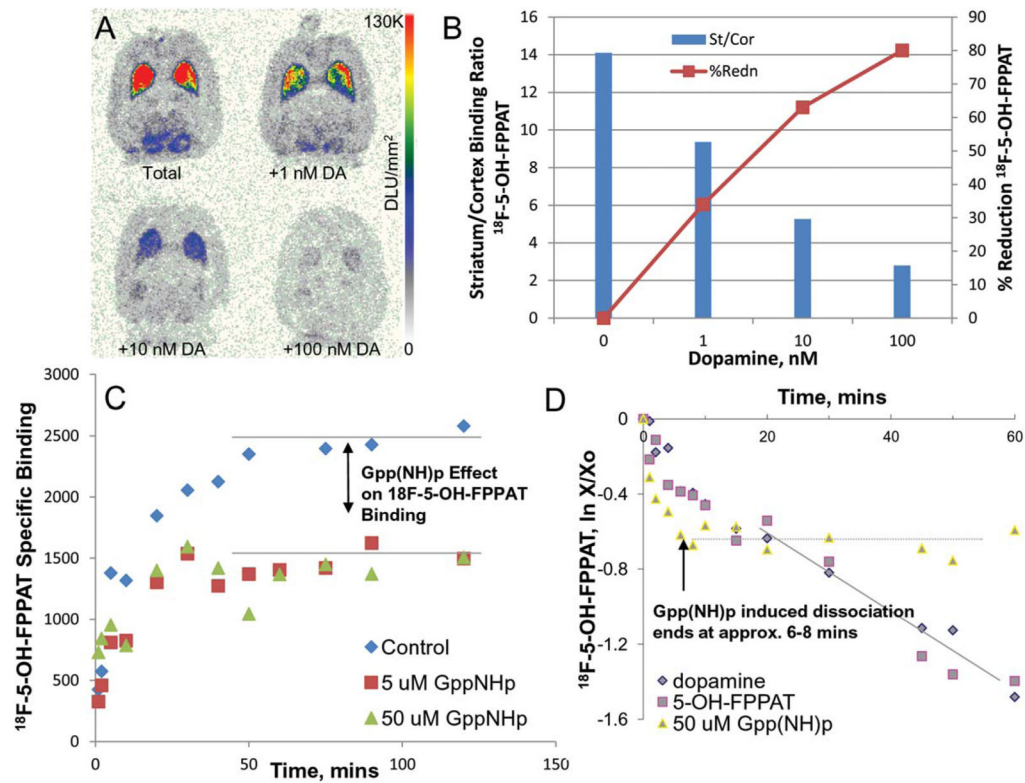 A
130K
DLU/mm2
0
Total
+1 nM DA
+10 nM DA
+100 nM DA
B
Striatum/Cortex Binding Ratio
18F-5-OH-FPPAT
16
14
12
10
8
6
4
2
0
St/Cor
%Redn
90
80
70
60
50
40
30
20
10
0
% Reduction 18F-5-OH-FPPAT
0 1 10 100
Dopamine, nM
C
18F-5-OH-FPPAT Specific Binding
3000
2500
2000
1500
1000
500
0
Gpp(NH)p Effect
on 18F-5-OH-FPPAT
Binding
Control
5 uM GppNHp
50 uM GppNHp
0 50 100 150
Time, mins
D
Time, mins
0 20 40 60
18F-5-OH-FPPAT, ln X/Xo
0
-0.4
-0.8
-1.2
-1.6
Gpp(NH)p induced dissociation
ends at approx. 6-8 mins
dopamine
5-OH-FPPAT
50 uM Gpp(NH)p